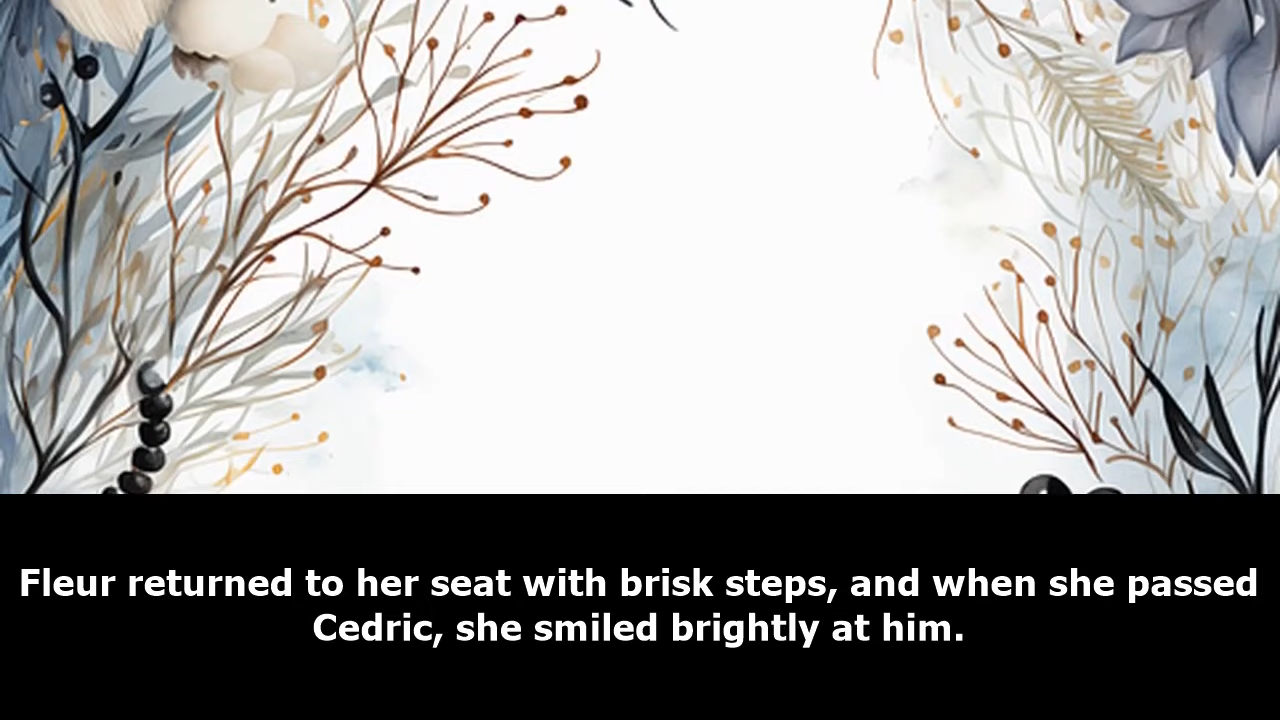 Fleur returned to her seat with brisk steps, and when she passed
Cedric, she smiled brightly at him.